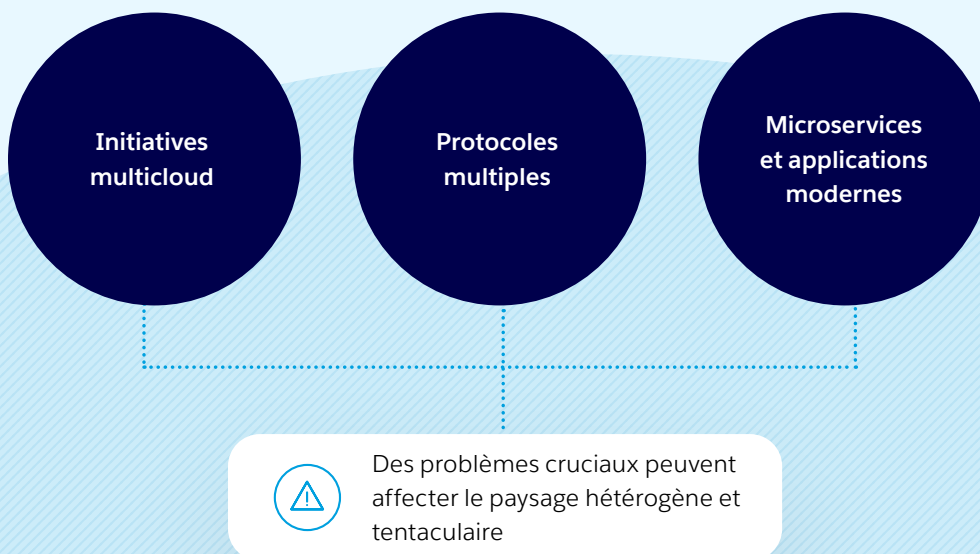 Initiatives
multicloud
Protocoles
multiples
Microservices
et applications
modernes
Des problèmes cruciaux peuvent
affecter le paysage hétérogène et
tentaculaire